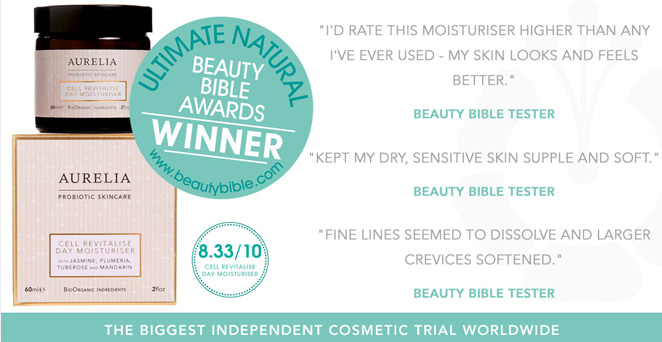 AURELIA
PROBIOTIC SKINCARE
CELL REVITALISE
DAY MOISTURISER
60ml℮ BIOORGANIC INGREDIENTS 2floz
AURELIA
PROBIOTIC SKINCARE
CELL REVITALISE
DAY MOISTURISER
WITH JASMINE, PLUMERIA,
TUBEROSE AND MANDARIN
60ml℮ BIOORGANIC INGREDIENTS 2floz
ULTIMATE NATURAL
BEAUTY
BIBLE
AWARDS
WINNER
www.beautybible.com
8.33/10
CELL REVITALISE
DAY MOISTURISER
"I'D RATE THIS MOISTURISER HIGHER THAN ANY
I'VE EVER USED - MY SKIN LOOKS AND FEELS
BETTER."
BEAUTY BIBLE TESTER
"KEPT MY DRY, SENSITIVE SKIN SUPPLE AND SOFT."
BEAUTY BIBLE TESTER
"FINE LINES SEEMED TO DISSOLVE AND LARGER
CREVICES SOFTENED."
BEAUTY BIBLE TESTER
THE BIGGEST INDEPENDENT COSMETIC TRIAL WORLDWIDE